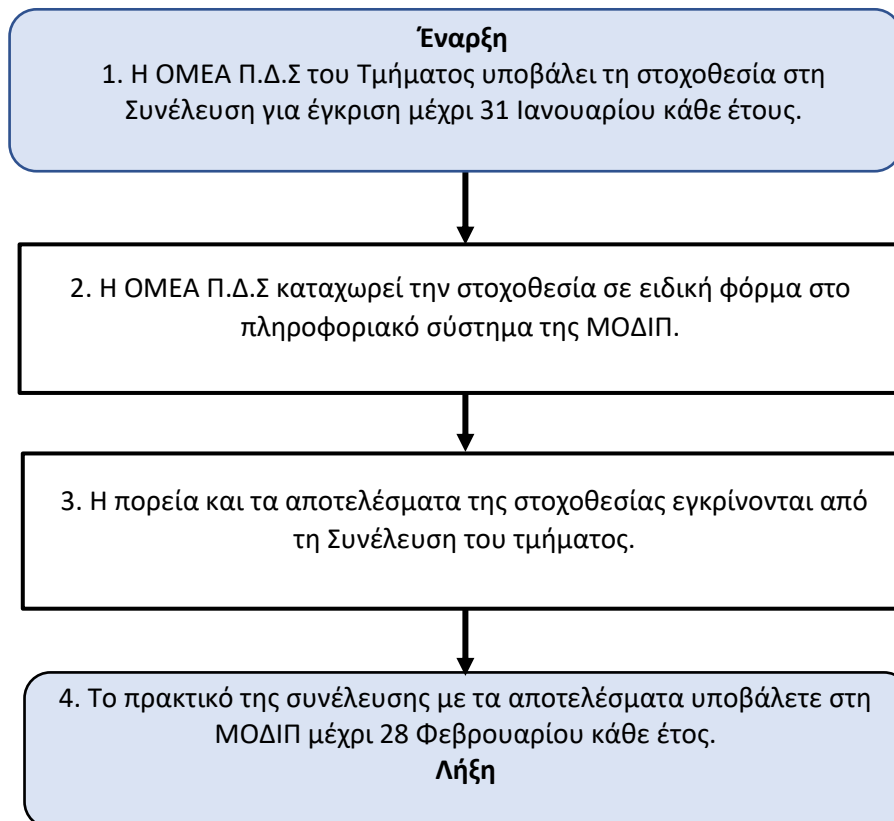 Έναρξη
1. Η ΟΜΕΑ Π.Δ.Σ του Τμήματος υποβάλει τη στοχοθεσία στη
Συνέλευση για έγκριση μέχρι 31 Ιανουαρίου κάθε έτους.
2. Η ΟΜΕΑ Π.Δ.Σ καταχωρεί την στοχοθεσία σε ειδική φόρμα στο
πληροφοριακό σύστημα της ΜΟΔΙΠ.
3. Η πορεία και τα αποτελέσματα της στοχοθεσίας εγκρίνονται από
τη Συνέλευση του τμήματος.
4. Το πρακτικό της συνέλευσης με τα αποτελέσματα υποβάλετε στη
ΜΟΔΙΠ μέχρι 28 Φεβρουαρίου κάθε έτος.
Λήξη